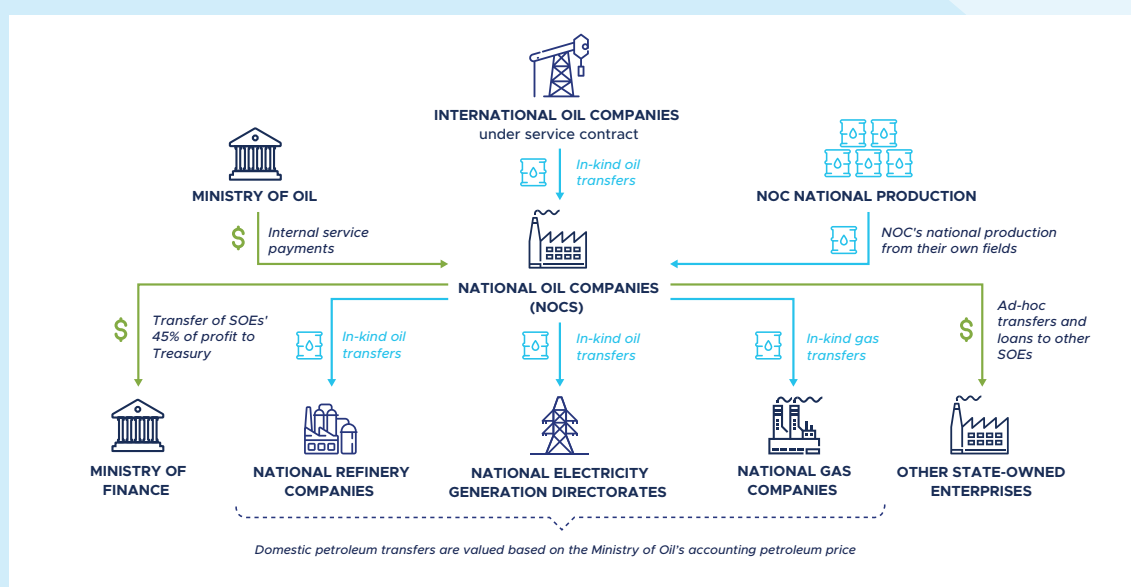 INTERNATIONAL OIL COMPANIES
under service contract
In-kind oil
transfers
MINISTRY OF OIL
NOC NATIONAL PRODUCTION
$
Internal service
payments
NOC's national production
from their own fields
NATIONAL OIL COMPANIES
(NOCS)
$
Transfer of SOEs'
45% of profit to
Treasury
In-kind oil
transfers
In-kind oil
transfers
In-kind gas
transfers
$
Ad-hoc
transfers and
loans to other
SOEs
MINISTRY OF
FINANCE
NATIONAL REFINERY
COMPANIES
NATIONAL ELECTRICITY
GENERATION DIRECTORATES
NATIONAL GAS
COMPANIES
OTHER STATE-OWNED
ENTERPRISES
Domestic petroleum transfers are valued based on the Ministry of Oil's accounting petroleum price